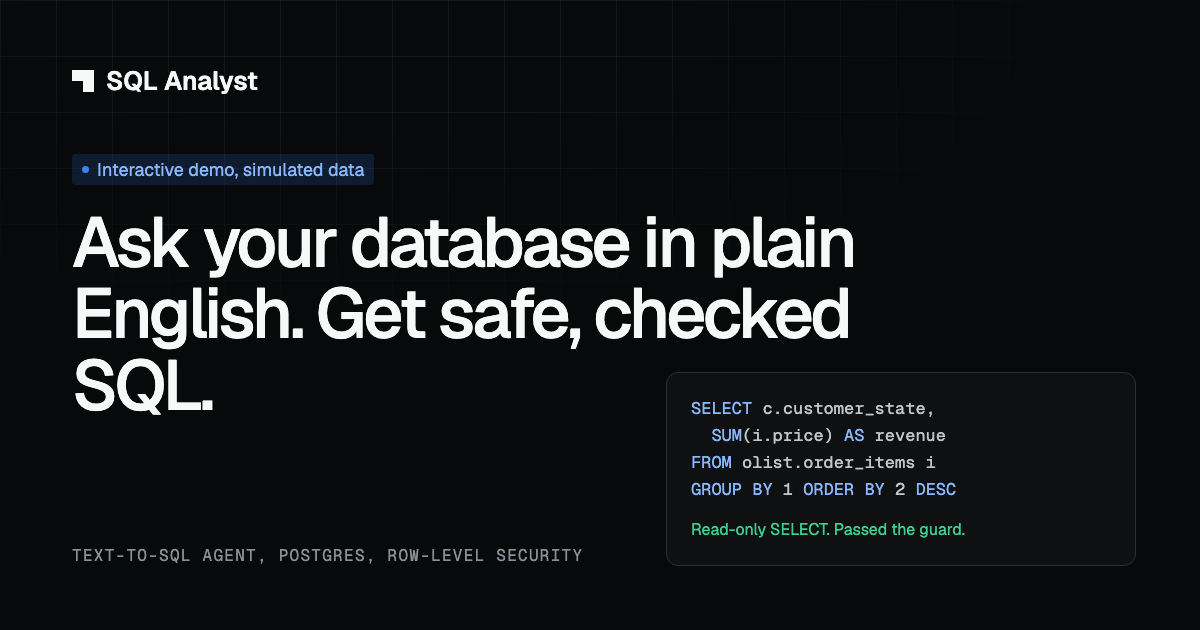 SQL Analyst
Interactive demo, simulated data
Ask your database in plain
English. Get safe, checked
SQL.
SELECT c.customer_state,
SUM(i.price) AS revenue
FROM olist.order_items i
GROUP BY 1 ORDER BY 2 DESC
Read-only SELECT. Passed the guard.
TEXT-TO-SQL AGENT, POSTGRES, ROW-LEVEL SECURITY